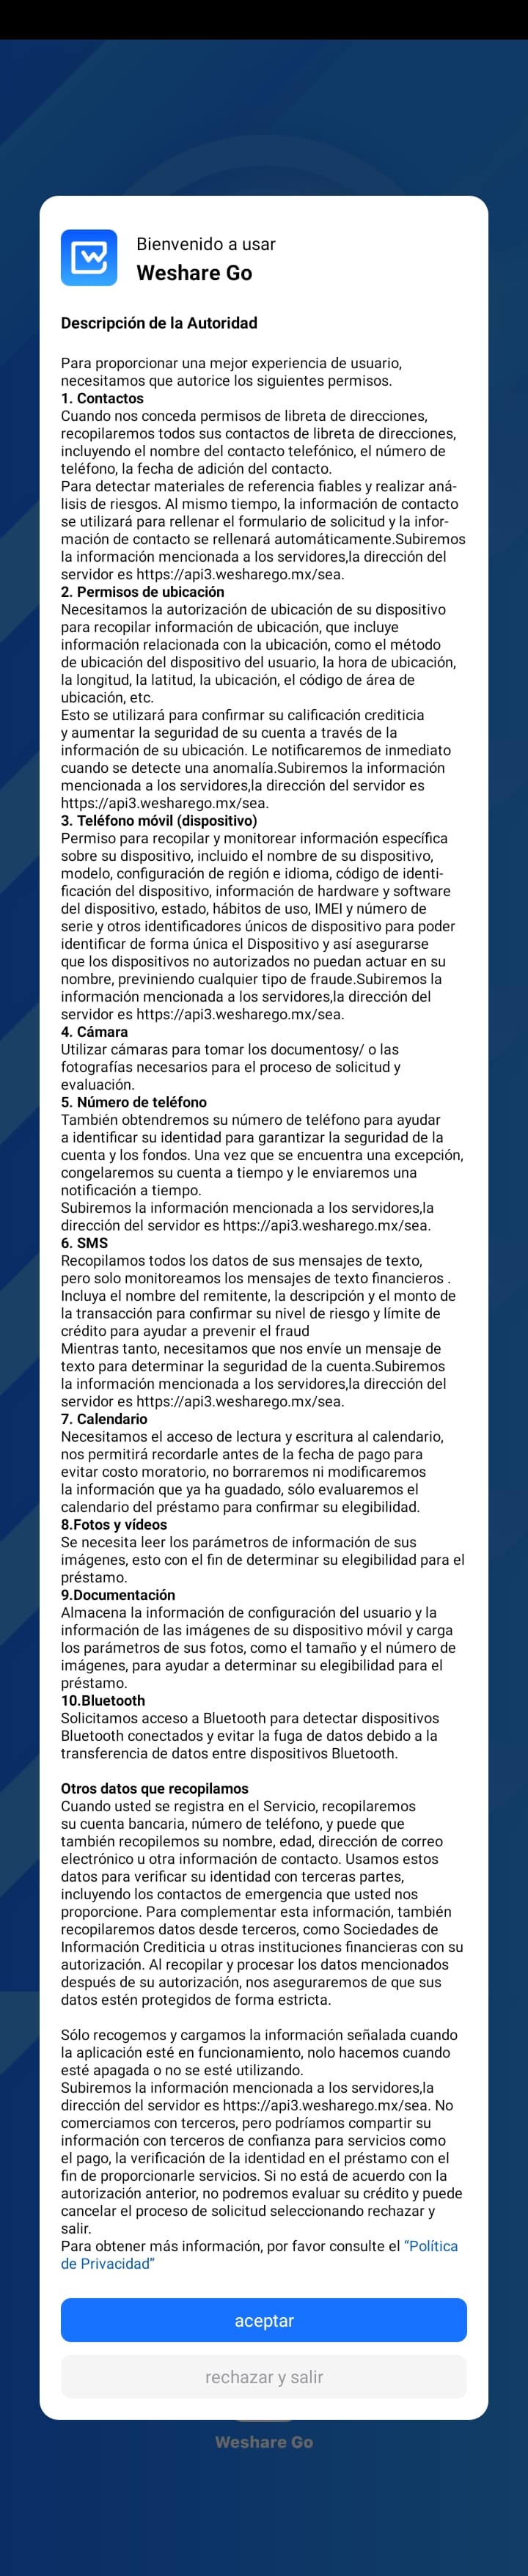 Bienvenido a usar
Weshare Go
Descripción de la Autoridad
Para proporcionar una mejor experiencia de usuario,
necesitamos que autorice los siguientes permisos.
1. Contactos
Cuando nos conceda permisos de libreta de direcciones,
recopilaremos todos sus contactos de libreta de direcciones,
incluyendo el nombre del contacto telefónico, el número de
teléfono, la fecha de adición del contacto.
Para detectar materiales de referencia fiables y realizar aná-
lisis de riesgos. Al mismo tiempo, la información de contacto
se utilizará para rellenar el formulario de solicitud y la infor-
mación de contacto se rellenará automáticamente.Subiremos
la información mencionada a los servidores,la dirección del
servidor es https://api3.wesharego.mx/sea.
2. Permisos de ubicación
Necesitamos la autorización de ubicación de su dispositivo
para recopilar información de ubicación, que incluye
información relacionada con la ubicación, como el método
de ubicación del dispositivo del usuario, la hora de ubicación,
la longitud, la latitud, la ubicación, el código de área de
ubicación, etc.
Esto se utilizará para confirmar su calificación crediticia
y aumentar la seguridad de su cuenta a través de la
información de su ubicación. Le notificaremos de inmediato
cuando se detecte una anomalía.Subiremos la información
mencionada a los servidores,la dirección del servidor es
https://api3.wesharego.mx/sea.
3. Teléfono móvil (dispositivo)
Permiso para recopilar y monitorear información específica
sobre su dispositivo, incluido el nombre de su dispositivo,
modelo, configuración de región e idioma, código de identi-
ficación del dispositivo, información de hardware y software
del dispositivo, estado, hábitos de uso, IMEI y número de
serie y otros identificadores únicos de dispositivo para poder
identificar de forma única el Dispositivo y así asegurarse
que los dispositivos no autorizados no puedan actuar en su
nombre, previniendo cualquier tipo de fraude.Subiremos la
información mencionada a los servidores,la dirección del
servidor es https://api3.wesharego.mx/sea.
4. Cámara
Utilizar cámaras para tomar los documentosy/ o las
fotografías necesarios para el proceso de solicitud y
evaluación.
5. Número de teléfono
También obtendremos su número de teléfono para ayudar
a identificar su identidad para garantizar la seguridad de la
cuenta y los fondos. Una vez que se encuentra una excepción,
congelaremos su cuenta a tiempo y le enviaremos una
notificación a tiempo.
Subiremos la información mencionada a los servidores,la
dirección del servidor es https://api3.wesharego.mx/sea.
6. SMS
Recopilamos todos los datos de sus mensajes de texto,
pero solo monitoreamos los mensajes de texto financieros .
Incluya el nombre del remitente, la descripción y el monto de
la transacción para confirmar su nivel de riesgo y límite de
crédito para ayudar a prevenir el fraud
Mientras tanto, necesitamos que nos envíe un mensaje de
texto para determinar la seguridad de la cuenta.Subiremos
la información mencionada a los servidores,la dirección del
servidor es https://api3.wesharego.mx/sea.
7. Calendario
Necesitamos el acceso de lectura y escritura al calendario,
nos permitirá recordarle antes de la fecha de pago para
evitar costo moratorio, no borraremos ni modificaremos
la información que ya ha guadado, sólo evaluaremos el
calendario del préstamo para confirmar su elegibilidad.
8.Fotos y vídeos
Se necesita leer los parámetros de información de sus
imágenes, esto con el fin de determinar su elegibilidad para el
préstamo.
9.Documentación
Almacena la información de configuración del usuario y la
información de las imágenes de su dispositivo móvil y carga
los parámetros de sus fotos, como el tamaño y el número de
imágenes, para ayudar a determinar su elegibilidad para el
préstamo.
10.Bluetooth
Solicitamos acceso a Bluetooth para detectar dispositivos
Bluetooth conectados y evitar la fuga de datos debido a la
transferencia de datos entre dispositivos Bluetooth.
Otros datos que recopilamos
Cuando usted se registra en el Servicio, recopilaremos
su cuenta bancaria, número de teléfono, y puede que
también recopilemos su nombre, edad, dirección de correo
electrónico u otra información de contacto. Usamos estos
datos para verificar su identidad con terceras partes,
incluyendo los contactos de emergencia que usted nos
proporcione. Para complementar esta información, también
recopilaremos datos desde terceros, como Sociedades de
Información Crediticia u otras instituciones financieras con su
autorización. Al recopilar y procesar los datos mencionados
después de su autorización, nos aseguraremos de que sus
datos estén protegidos de forma estricta.
Sólo recogemos y cargamos la información señalada cuando
la aplicación esté en funcionamiento, nolo hacemos cuando
esté apagada o no se esté utilizando.
Subiremos la información mencionada a los servidores,la
dirección del servidor es https://api3.wesharego.mx/sea. No
comerciamos con terceros, pero podríamos compartir su
información con terceros de confianza para servicios como
el pago, la verificación de la identidad en el préstamo con el
fin de proporcionarle servicios. Si no está de acuerdo con la
autorización anterior, no podremos evaluar su crédito y puede
cancelar el proceso de solicitud seleccionando rechazar y
salir.
Para obtener más información, por favor consulte el “Política
de Privacidad”
aceptar
rechazar y salir
Weshare Go